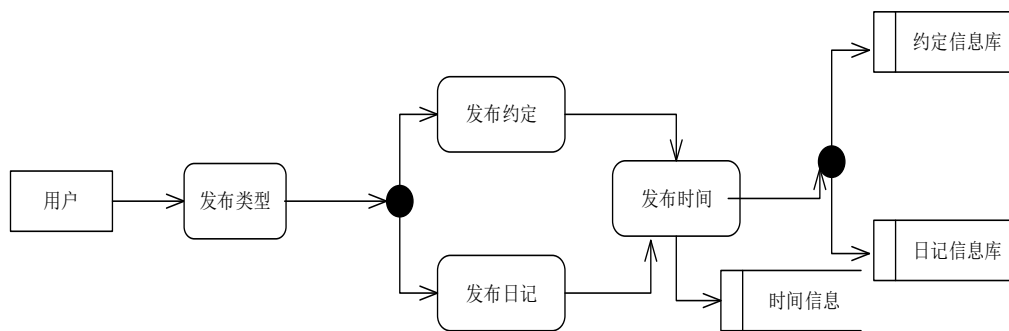 约定信息库
发布约定
用户
发布类型
发布时间
日记信息库
发布日记
时间信息